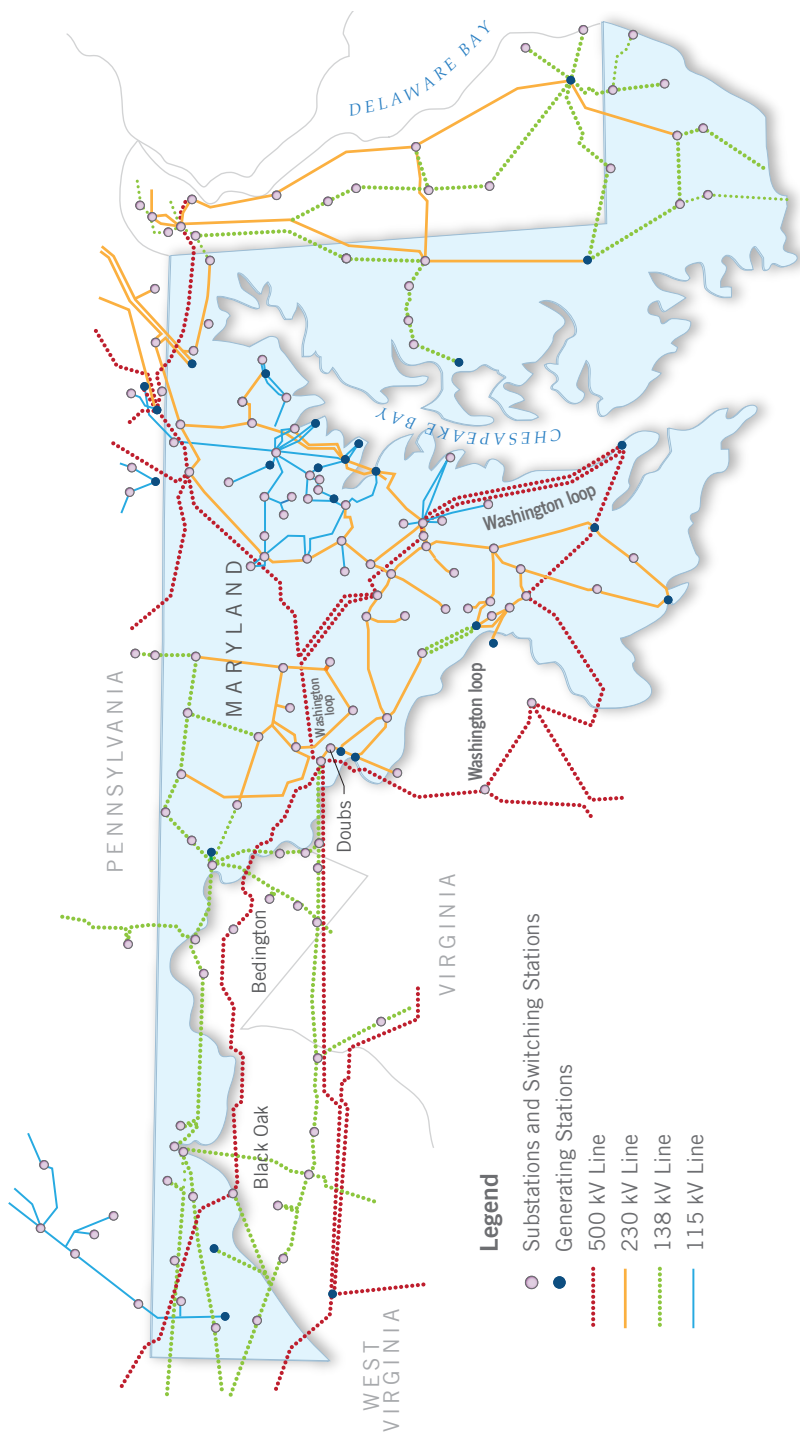 PENNSYLVANIA
MARYLAND
DELAWARE BAY
CHESAPEAKE BAY
Washington loop
Washington
loop
Washington loop
Doubs
Bedington
Black Oak
VIRGINIA
WEST
VIRGINIA
Legend
Substations and Switching Stations
Generating Stations
500 kV Line
230 kV Line
138 kV Line
115 kV Line